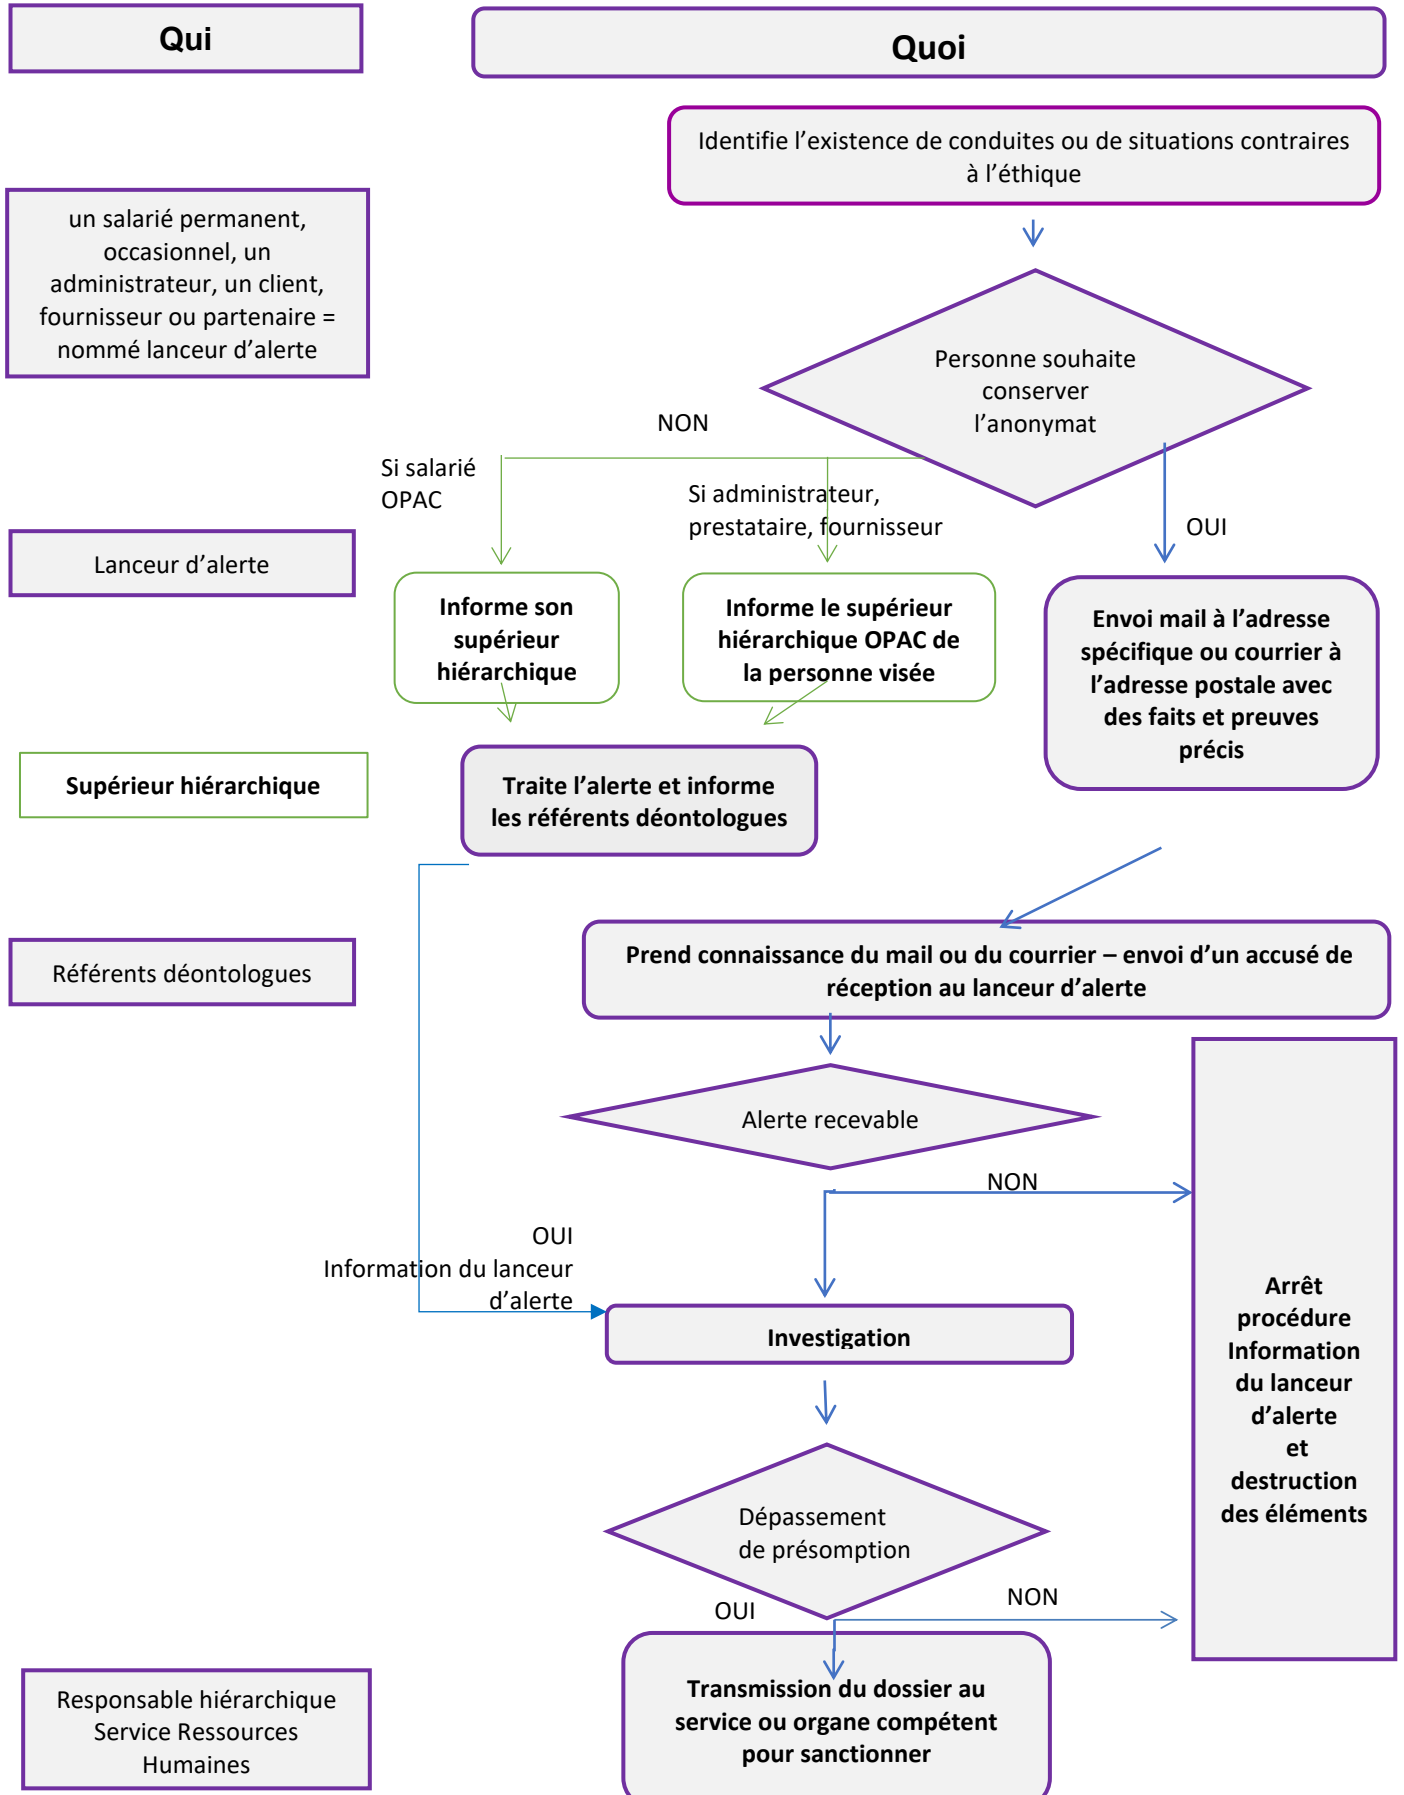 Qui
Quoi
Identifie l’existence de conduites ou de situations contraires
à l’éthique
un salarié permanent,
occasionnel, un
administrateur, un client,
fournisseur ou partenaire =
nommé lanceur d’alerte
Personne souhaite
conserver
l’anonymat
NON
Si salarié
OPAC
Si administrateur,
prestataire, fournisseur
OUI
Lanceur d’alerte
Informe son
supérieur
hiérarchique
Informe le supérieur
hiérarchique OPAC de
la personne visée
Envoi mail à l’adresse
spécifique ou courrier à
l’adresse postale avec
des faits et preuves
précis
Supérieur hiérarchique
Traite l’alerte et informe
les référents déontologues
Référents déontologues
Prend connaissance du mail ou du courrier – envoi d’un accusé de
réception au lanceur d’alerte
Alerte recevable
NON
OUI
Information du lanceur
d’alerte
Investigation
Arrêt
procédure
Information
du lanceur
d’alerte
et
destruction
des éléments
Dépassement
de présomption
OUI
NON
Responsable hiérarchique
Service Ressources
Humaines
Transmission du dossier au
service ou organe compétent
pour sanctionner